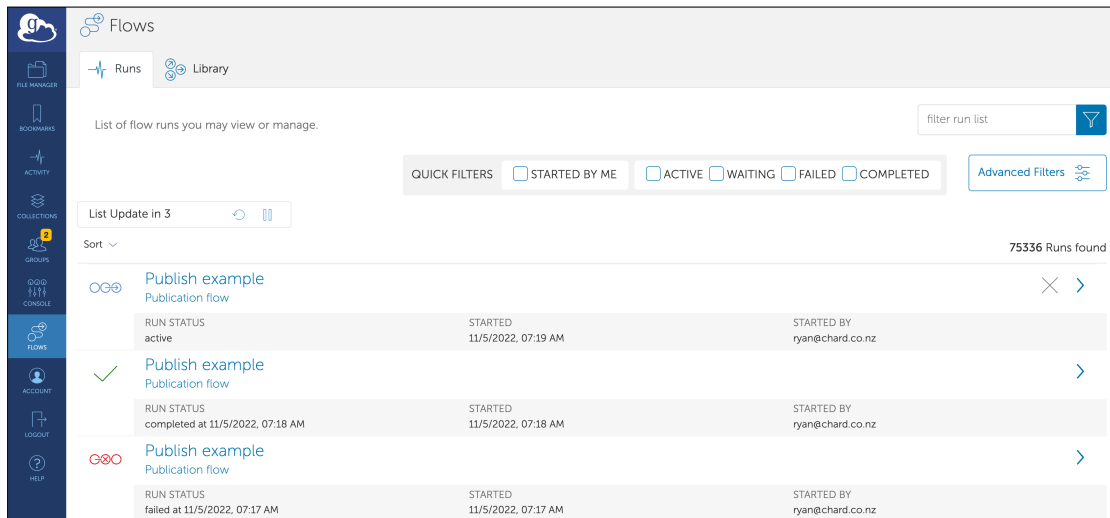 g
Flows
FILE MANAGER
BOOKMARKS
ACTIVITY
COLLECTIONS
2
GROUPS
CONSOLE
FLOWS
ACCOUNT
LOGOUT
?
HELP
Runs
Library
List of flow runs you may view or manage.
filter run list
QUICK FILTERS STARTED BY ME ACTIVE WAITING FAILED COMPLETED
Advanced Filters
List Update in 3
Sort
75336 Runs found
Publish example
Publication flow
RUN STATUS STARTED STARTED BY
active 11/5/2022, 07:19 AM ryan@chard.co.nz
Publish example
Publication flow
RUN STATUS STARTED STARTED BY
completed at 11/5/2022, 07:18 AM 11/5/2022, 07:18 AM ryan@chard.co.nz
Publish example
Publication flow
RUN STATUS STARTED STARTED BY
failed at 11/5/2022, 07:17 AM 11/5/2022, 07:17 AM ryan@chard.co.nz